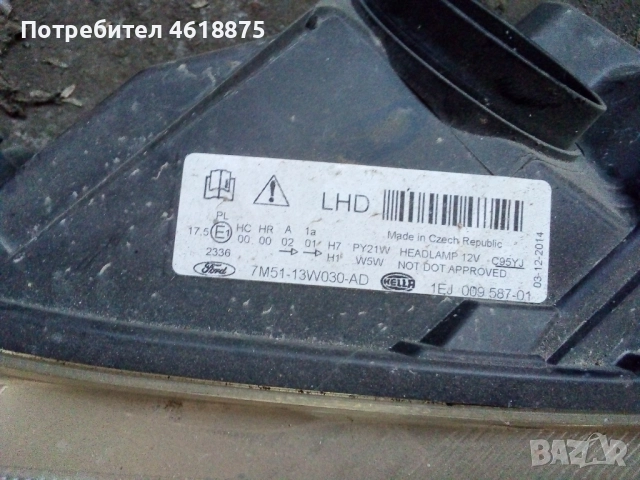 Потребител 4618875
LHD
Made in Czech Republic
PL HC HR A 1a
17.5 E1 00 00 02 01 H7 PY21W HEADLAMP 12V C95YJ
2336 H1 W5W NOT DOT APPROVED
Ford 7M51-13W030-AD HELLA 1EJ 009 587-01
03-12-2014
BAZAR